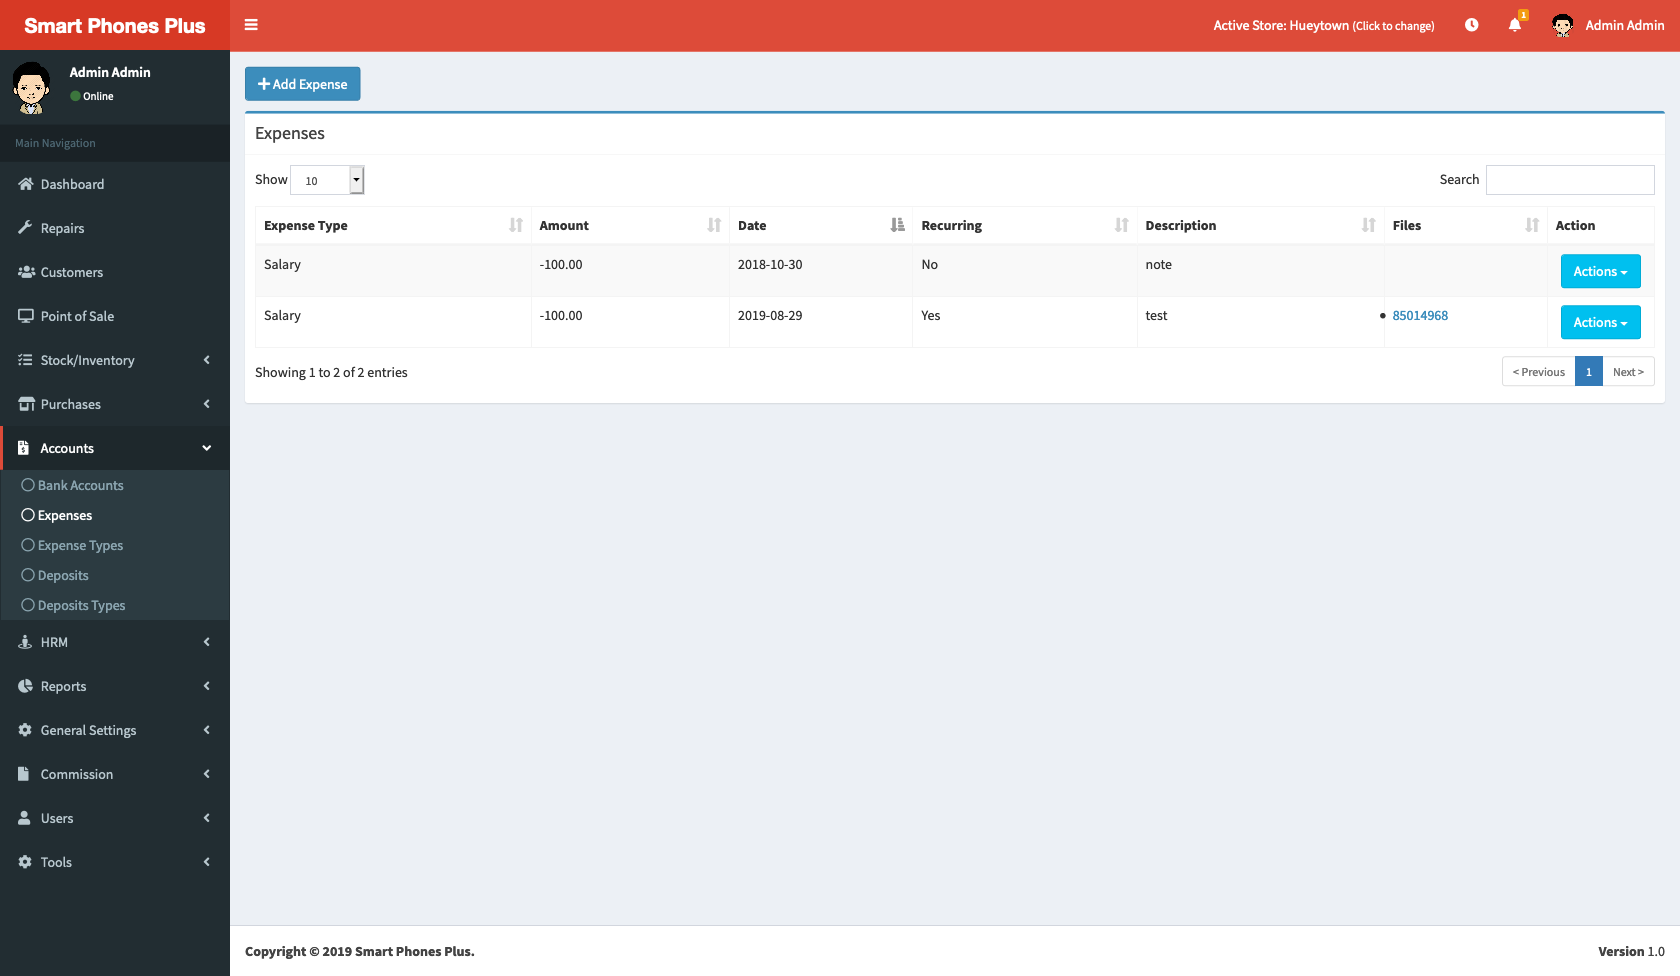 Smart Phones Plus
Active Store: Hueytown (Click to change)
1
Admin Admin
Admin Admin
Online
Main Navigation
Dashboard
Repairs
Customers
Point of Sale
Stock/Inventory
Purchases
Accounts
Bank Accounts
Expenses
Expense Types
Deposits
Deposits Types
HRM
Reports
General Settings
Commission
Users
Tools
Add Expense
Expenses
Show 10
Search
Expense Type Amount Date Recurring Description Files Action
Salary -100.00 2018-10-30 No note Actions
Salary -100.00 2019-08-29 Yes test • 85014968 Actions
Showing 1 to 2 of 2 entries
< Previous 1 Next >
Copyright © 2019 Smart Phones Plus.
Version 1.0